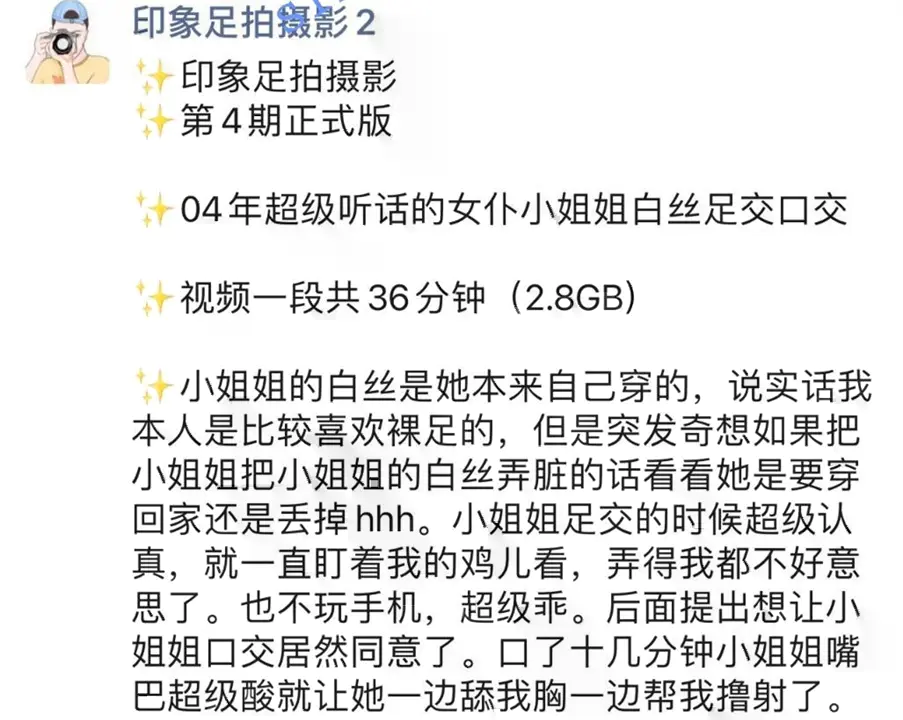 印象足拍摄影2
✨印象足拍摄影
✨第4期正式版
✨04年超级听话的女仆小姐姐白丝足交口交
✨视频一段共36分钟（2.8GB）
✨小姐姐的白丝是她本来自己穿的，说实话我
本人是比较喜欢裸足的，但是突发奇想如果把
小姐姐把小姐姐的白丝弄脏的话看看她是要穿
回家还是丢掉hhh。小姐姐足交的时候超级认
真，就一直盯着我的鸡儿看，弄得我都不好意
思了。也不玩手机，超级乖。后面提出想让小
姐姐口交居然同意了。口了十几分钟小姐姐嘴
巴超级酸就让她一边舔我胸一边帮我撸射了。